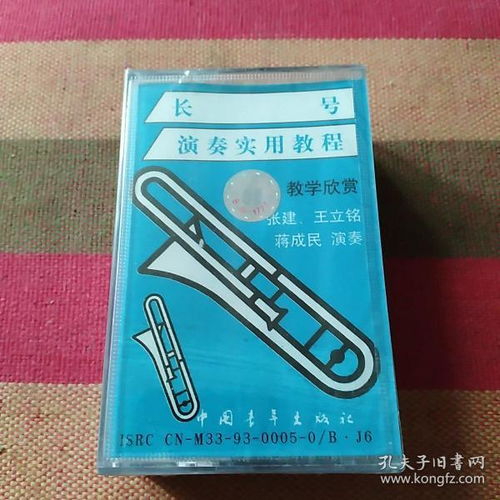 长 号
演奏实用教程
教学欣赏
张建、王立铭
蒋成民 演奏
中国青年出版社
ISRC CN-M33-93-0005-0/B·J6
孔夫子旧书网
www.kongfz.com